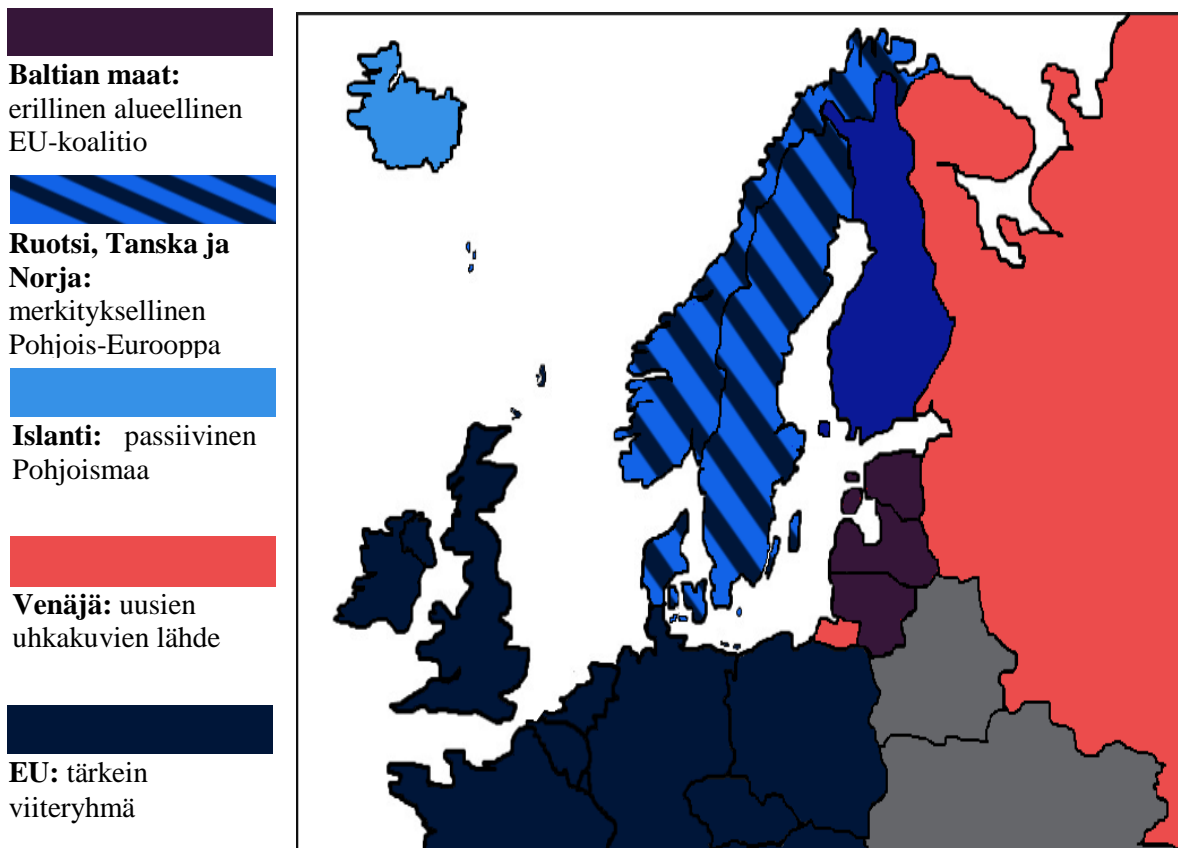 Baltian maat:
erillinen alueellinen
EU-koalitio
Ruotsi, Tanska ja
Norja:
merkityksellinen
Pohjois-Eurooppa
Islanti: passiivinen
Pohjoismaa
Venäjä: uusien
uhkakuvien lähde
EU: tärkein
viiteryhmä